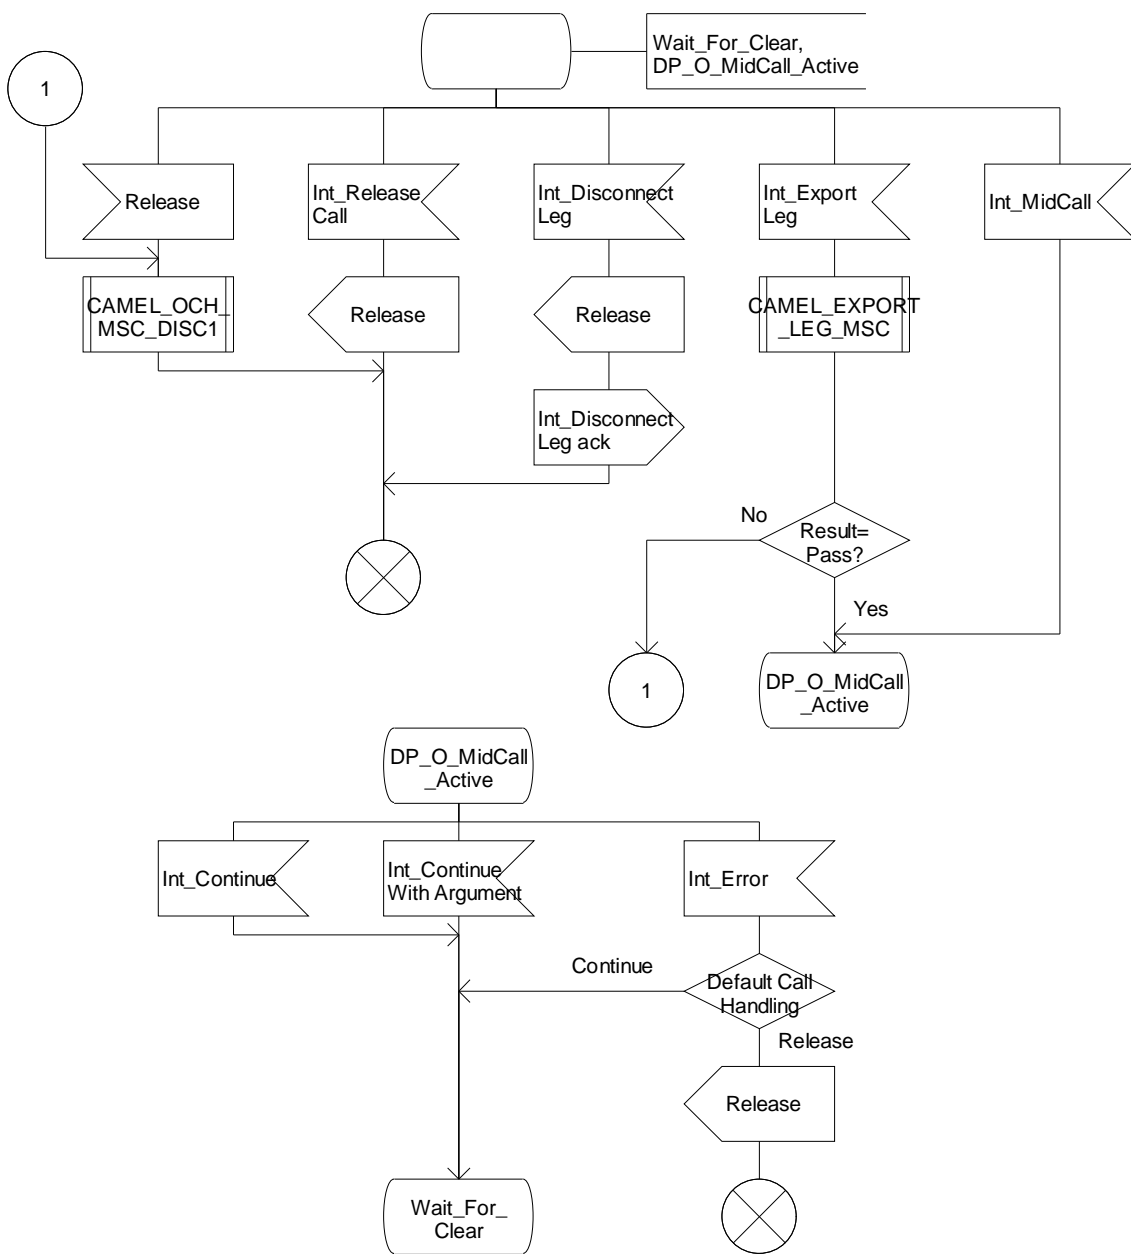 Wait_For_Clear,
DP_O_MidCall_Active
1
Release
Int_Release
Call
Int_Disconnect
Leg
Int_Export
Leg
Int_MidCall
CAMEL_OCH_
MSC_DISC1
Release
Release
CAMEL_EXPORT
_LEG_MSC
Int_Disconnect
Leg ack
No
Result=
Pass?
Yes
1
DP_O_MidCall
_Active
DP_O_MidCall
_Active
Int_Continue
Int_Continue
With Argument
Int_Error
Continue
Default Call
Handling
Release
Release
Wait_For_
Clear